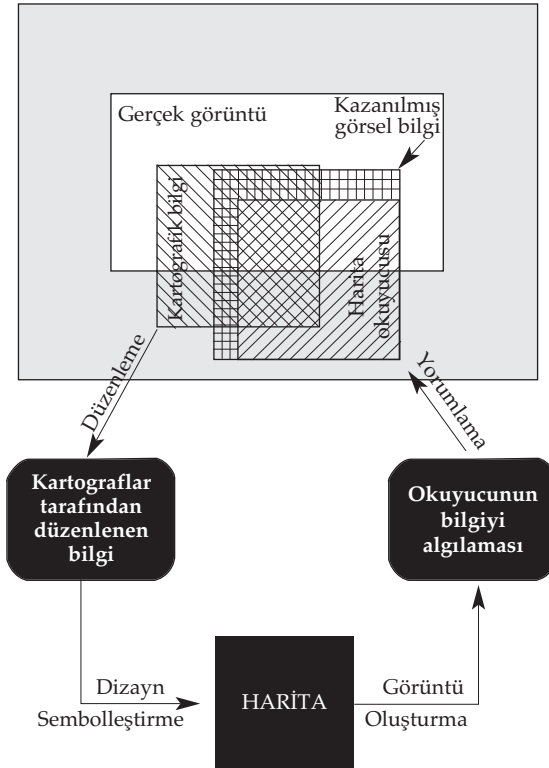 Gerçek görüntü
Kazanılmış
görsel bilgi
Kartografik bilgi
Harita
okuyucusu
Düzenleme
Yorumlama
Kartograflar
tarafından
düzenlenen
bilgi
Okuyucunun
bilgiyi
algılaması
Dizayn
Sembolleştirme
HARİTA
Görüntü
Oluşturma